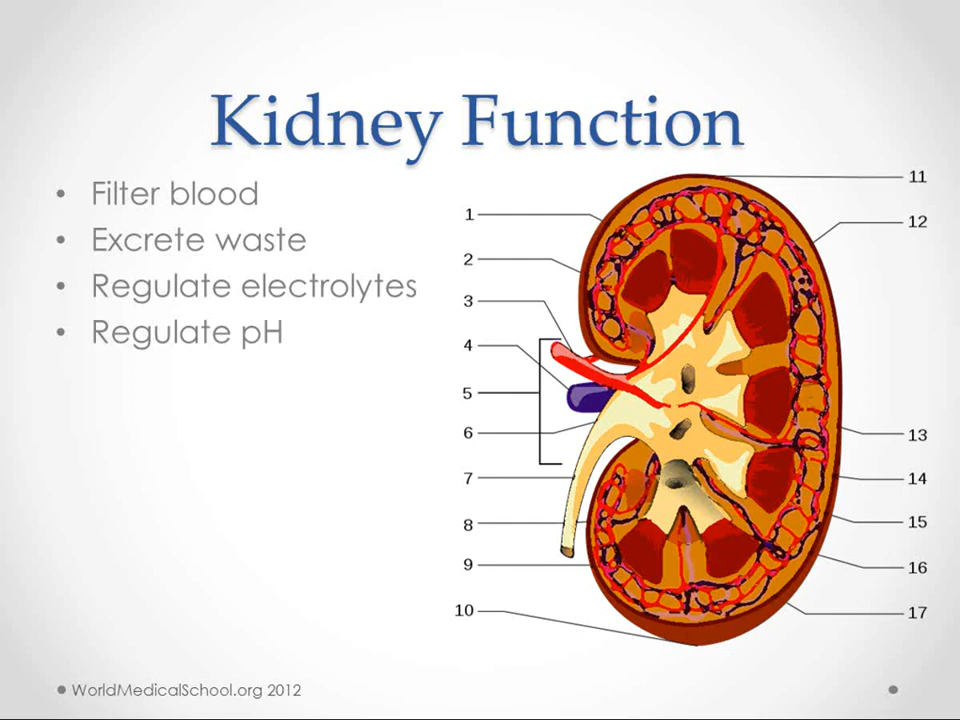 Kidney Function
• Filter blood
• Excrete waste
• Regulate electrolytes
• Regulate pH
1
2
3
4
5
6
7
8
9
10
11
12
13
14
15
16
17
WorldMedicalSchool.org 2012